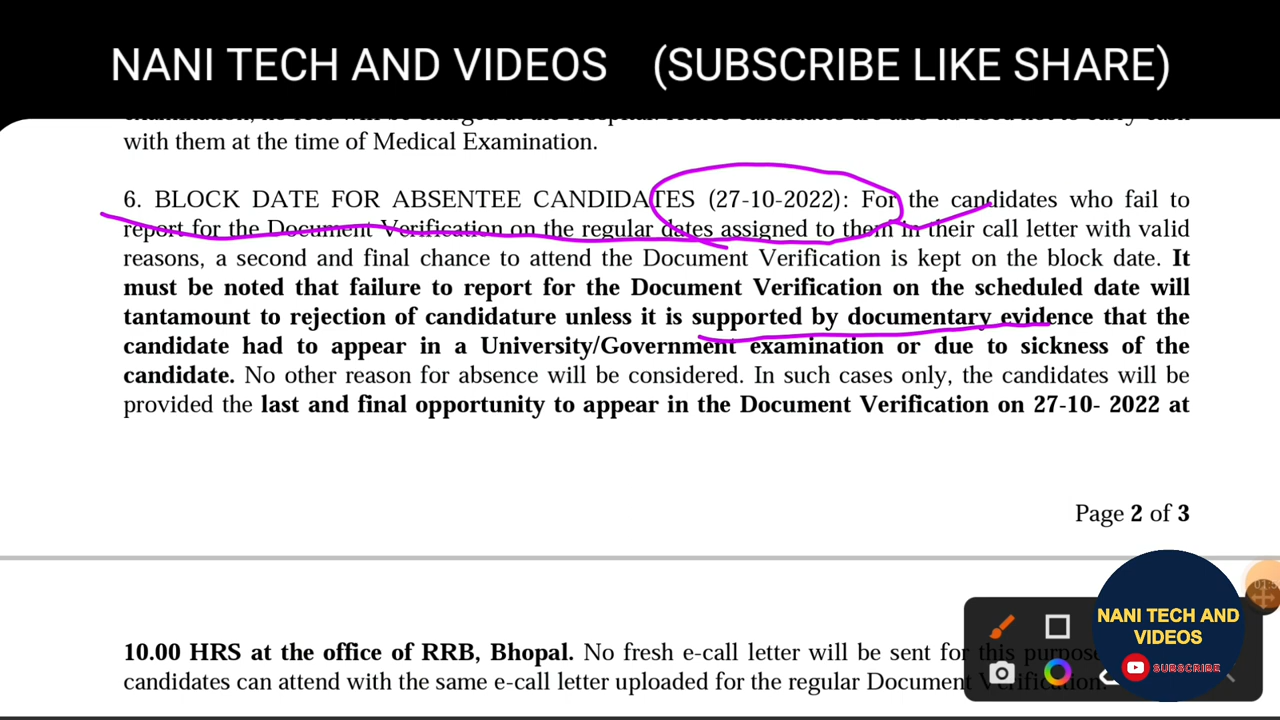 NANI TECH AND VIDEOS (SUBSCRIBE LIKE SHARE)
with them at the time of Medical Examination.
6. BLOCK DATE FOR ABSENTEE CANDIDATES (27-10-2022): For the candidates who fail to
report for the Document Verification on the regular dates assigned to them in their call letter with valid
reasons, a second and final chance to attend the Document Verification is kept on the block date. It
must be noted that failure to report for the Document Verification on the scheduled date will
tantamount to rejection of candidature unless it is supported by documentary evidence that the
candidate had to appear in a University/Government examination or due to sickness of the
candidate. No other reason for absence will be considered. In such cases only, the candidates will be
provided the last and final opportunity to appear in the Document Verification on 27-10- 2022 at
Page 2 of 3
10.00 HRS at the office of RRB, Bhopal. No fresh e-call letter will be sent for this purpose
candidates can attend with the same e-call letter uploaded for the regular Document Verification.
NANI TECH AND
VIDEOS
SUBSCRIBE